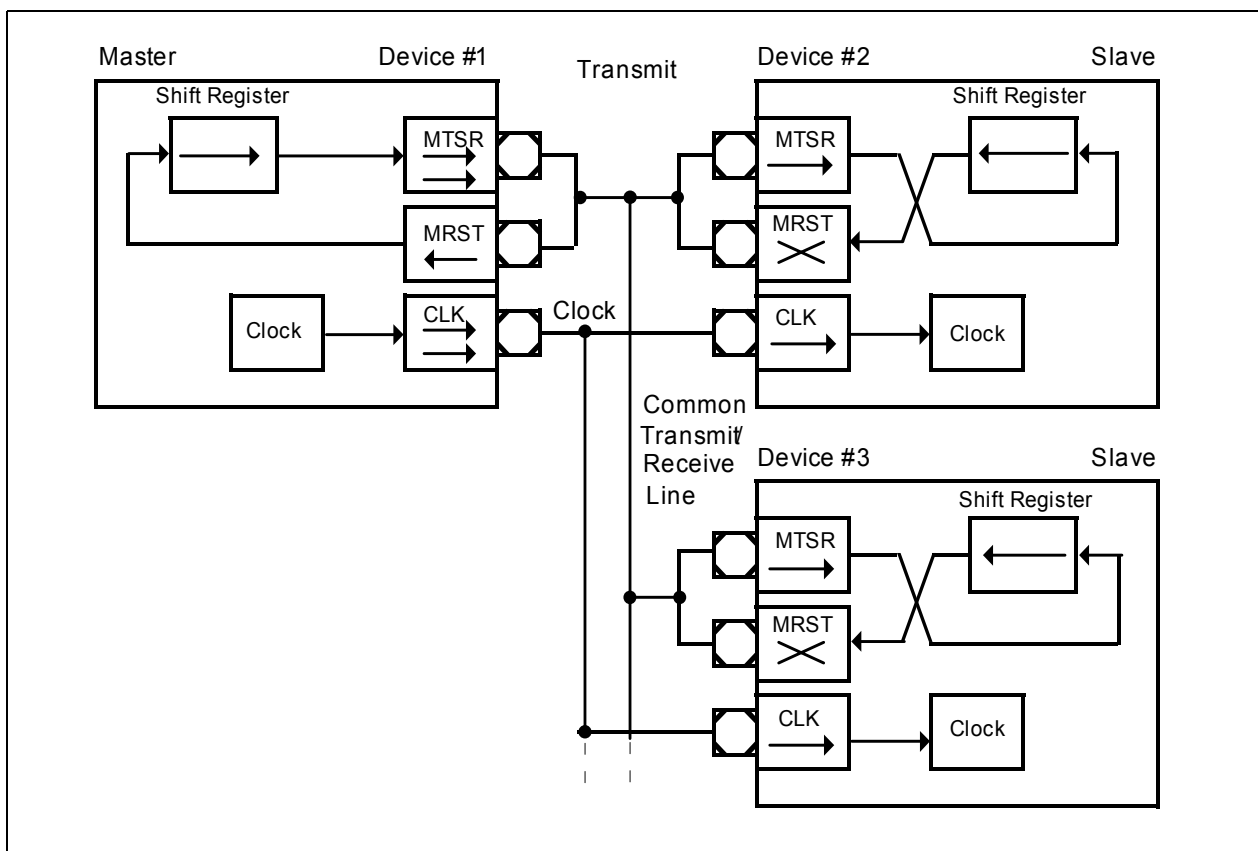 Master Device #1
Shift Register
MTSR
MRST
Clock
CLK
Transmit
Clock
Common
Transmit/
Receive
Line
Device #2 Slave
Shift Register
MTSR
MRST
CLK
Clock
Device #3 Slave
Shift Register
MTSR
MRST
CLK
Clock